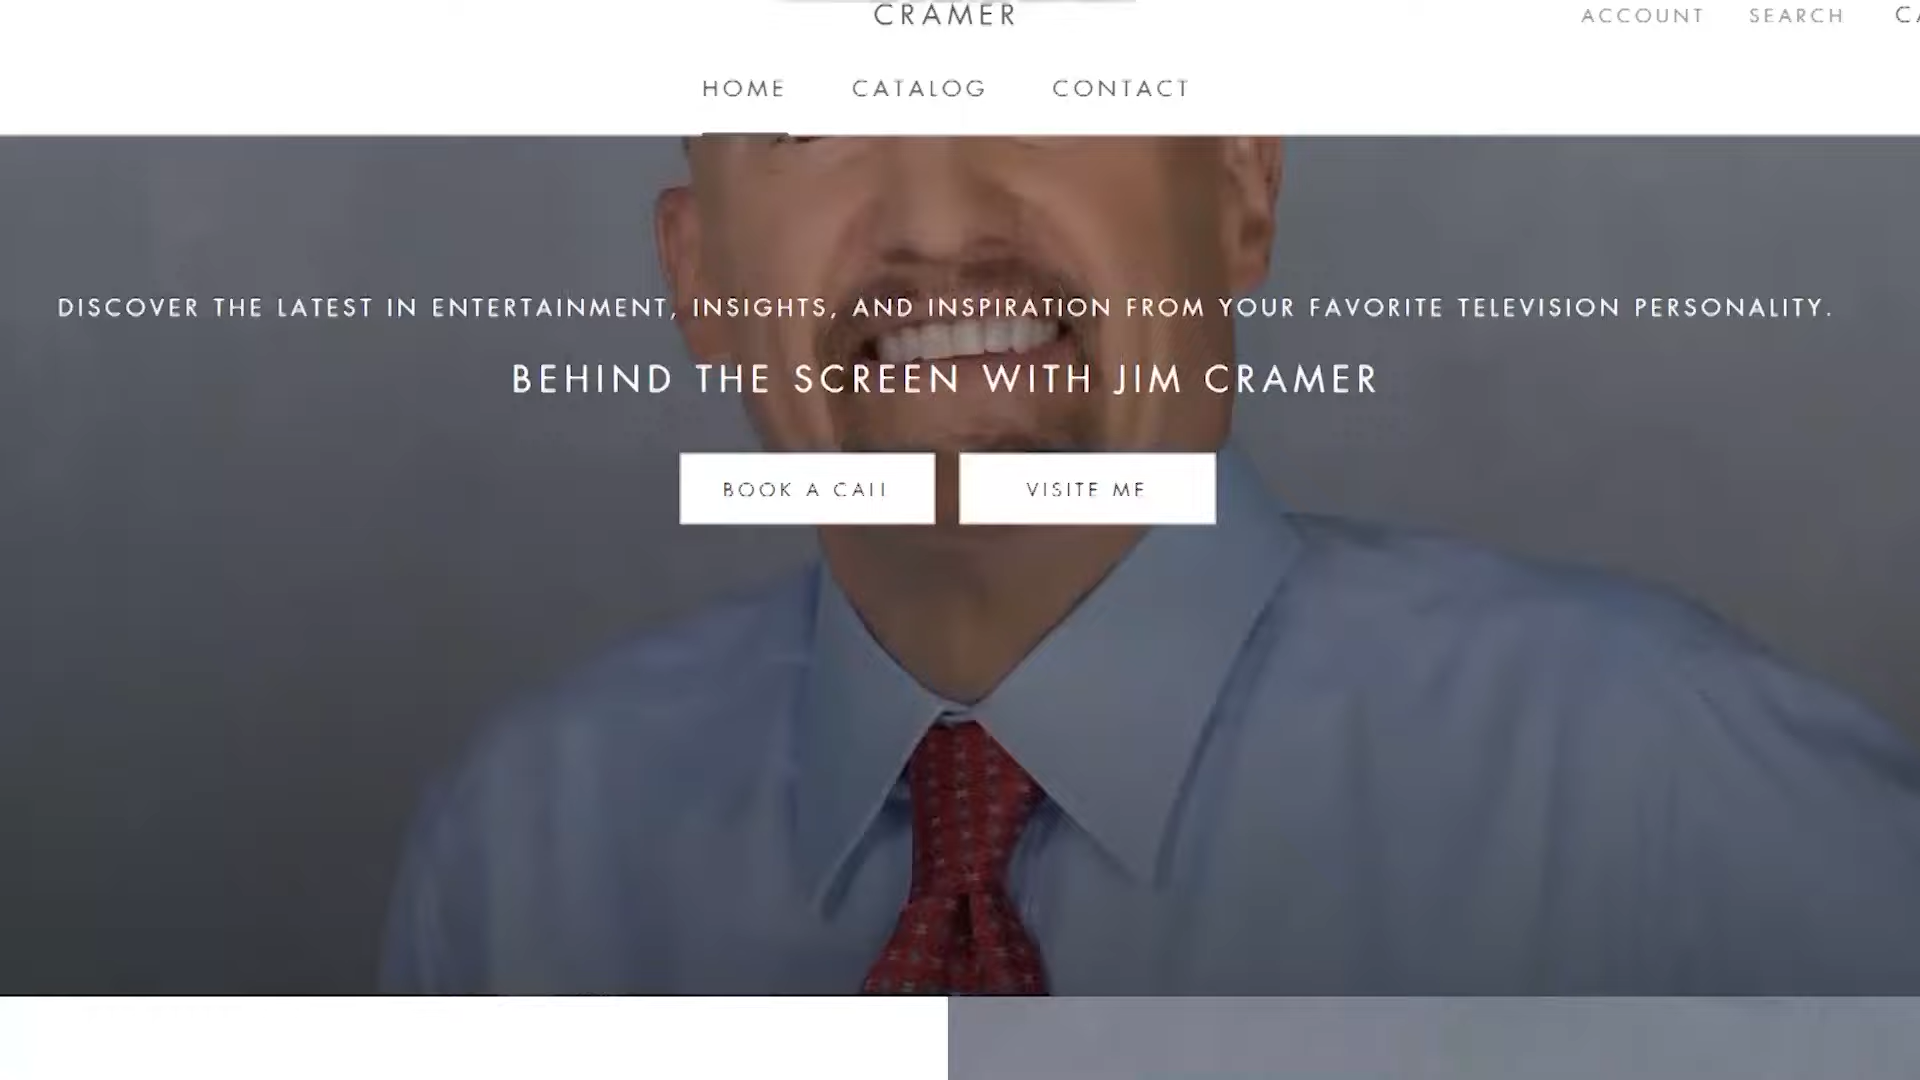 CRAMER
ACCOUNT SEARCH
HOME CATALOG CONTACT
DISCOVER THE LATEST IN ENTERTAINMENT, INSIGHTS, AND INSPIRATION FROM YOUR FAVORITE TELEVISION PERSONALITY.
BEHIND THE SCREEN WITH JIM CRAMER
BOOK A CALL VISITE ME